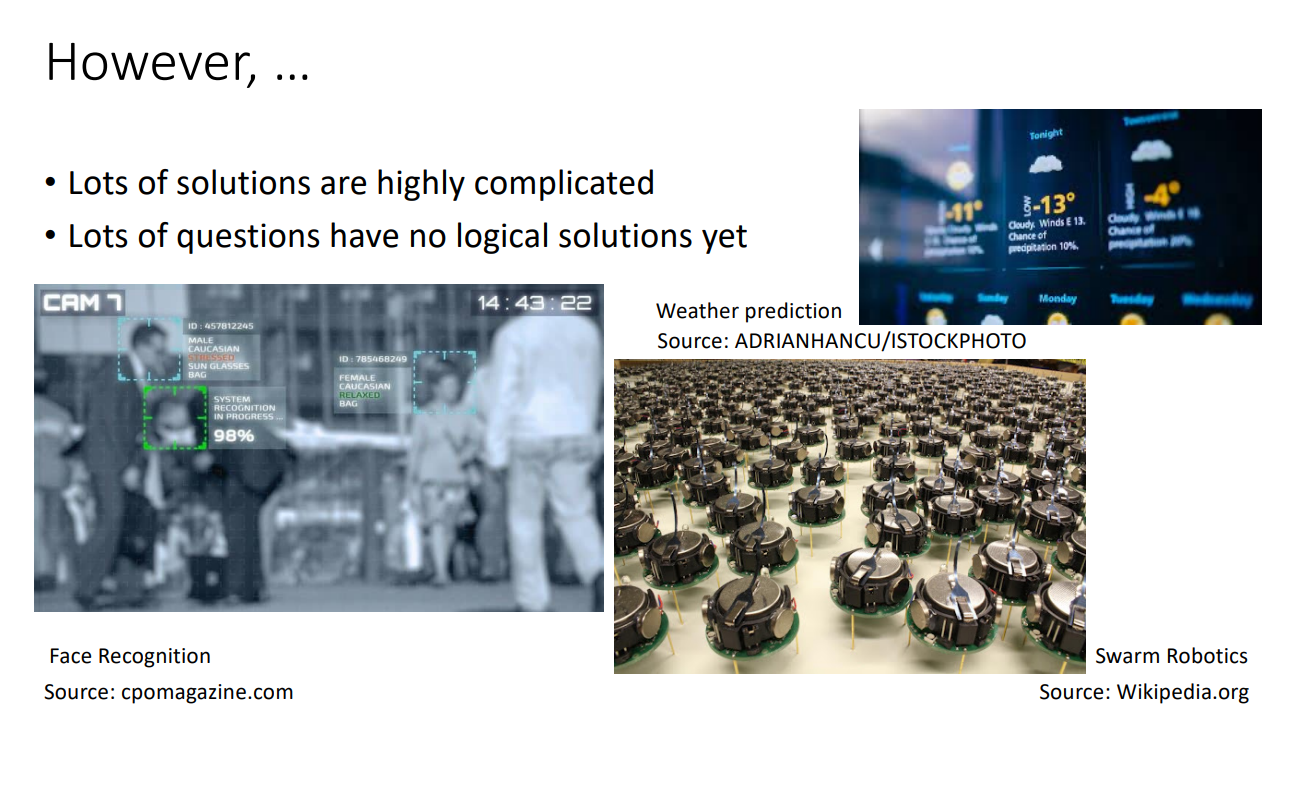 However, …
• Lots of solutions are highly complicated
• Lots of questions have no logical solutions yet
Tonight
Tomorrow
-11°
LOW -13°
HIGH -4°
Cloudy. Winds E 13.
Chance of
precipitation 10%.
Cloudy. Winds E
Chance of
precipitation
Sunday
Monday
Tuesday
Wednesday
Weather prediction
Source: ADRIANHANCU/ISTOCKPHOTO
CAM 7
14:43:22
ID : 457812245
MALE
CAUCASIAN
STRESSED
SUN GLASSES
BAG
ID : 785468249
FEMALE
CAUCASIAN
RELAXED
BAG
SYSTEM
RECOGNITION
IN PROGRESS ...
98%
Face Recognition
Source: cpomagazine.com
Swarm Robotics
Source: Wikipedia.org